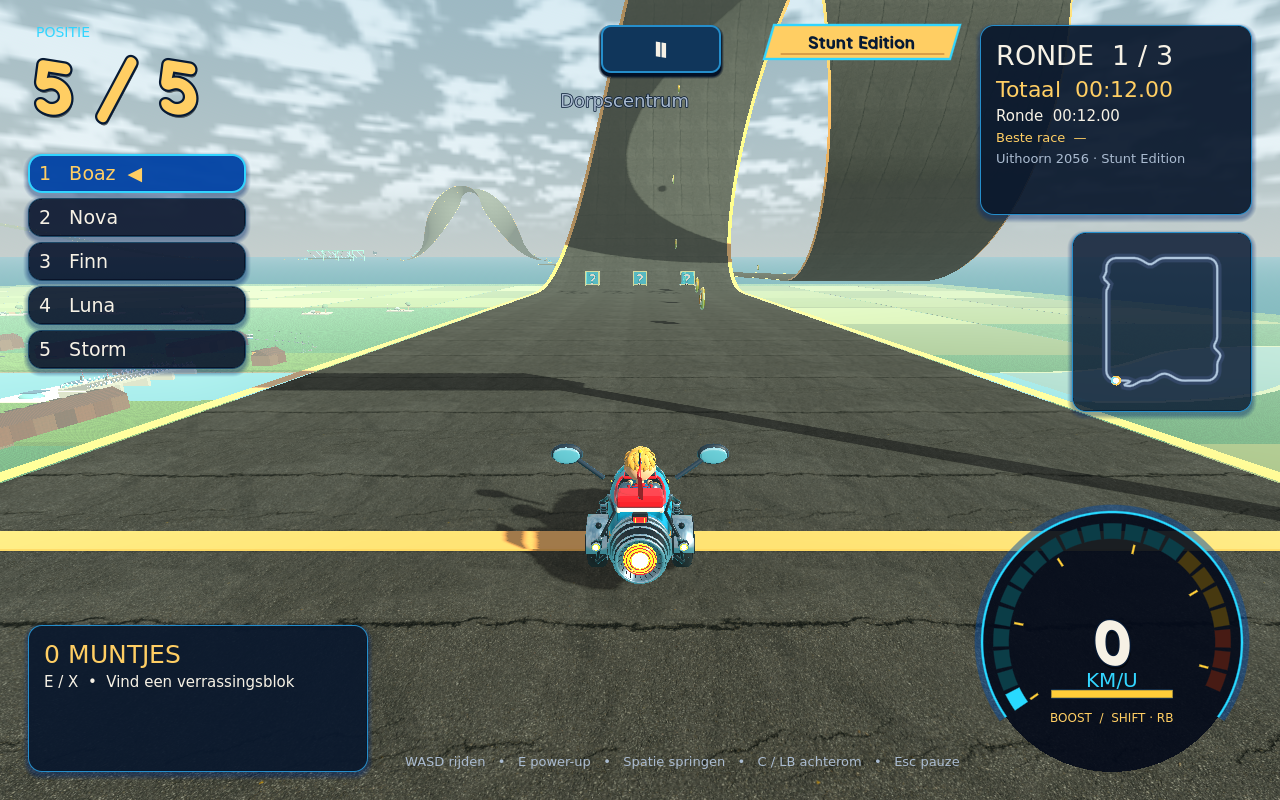 POSITIE
5 / 5
1 Boaz ◀
2 Nova
3 Finn
4 Luna
5 Storm
Dorpscentrum
Stunt Edition
RONDE 1 / 3
Totaal 00:12.00
Ronde 00:12.00
Beste race —
Uithoorn 2056 · Stunt Edition
? ? ?
0 MUNTJES
E / X • Vind een verrassingsblok
0
KM/U
BOOST / SHIFT · RB
WASD rijden • E power-up • Spatie springen • C / LB achterom • Esc pauze